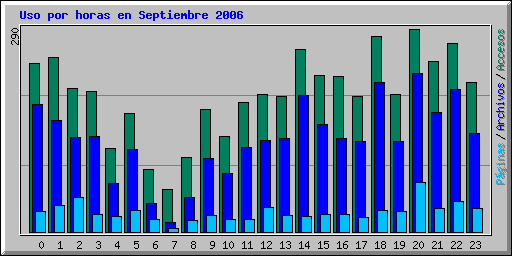 Uso por horas en Septiembre 2006
290
Páginas / Archivos / Accesos
0 1 2 3 4 5 6 7 8 9 10 11 12 13 14 15 16 17 18 19 20 21 22 23